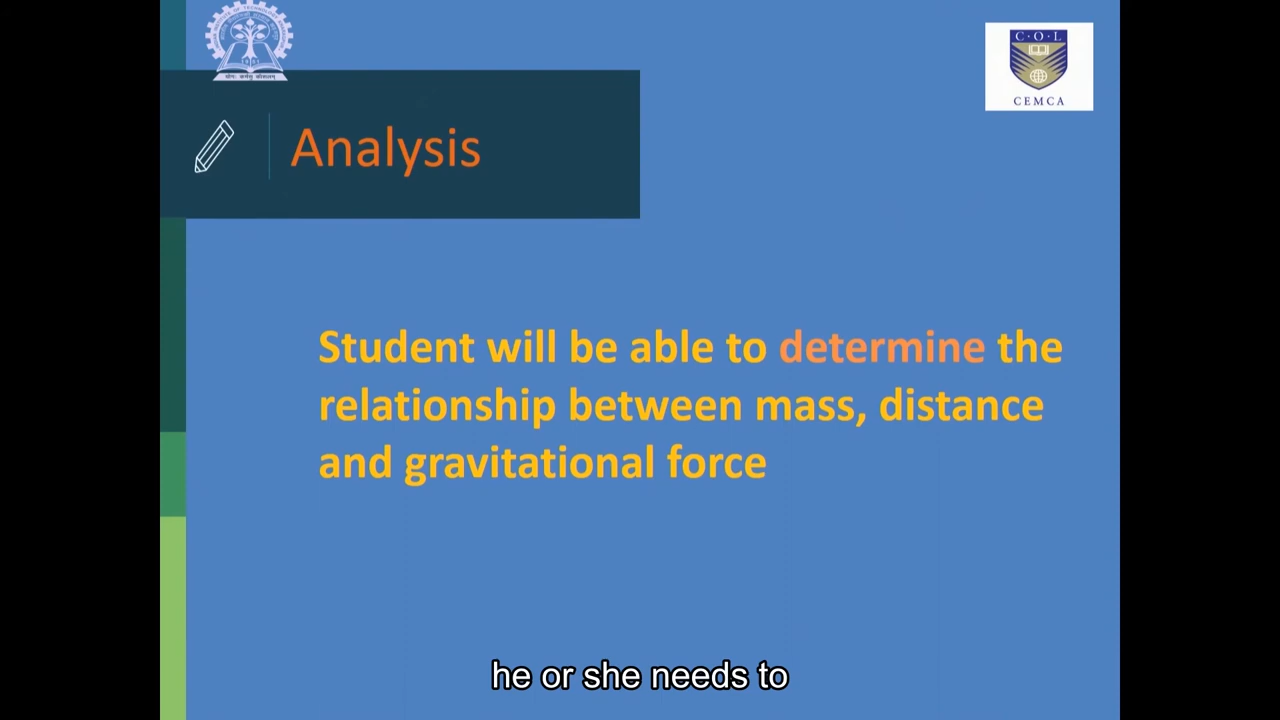 C·O·L
CEMCA
Analysis
Student will be able to determine the
relationship between mass, distance
and gravitational force
he or she needs to